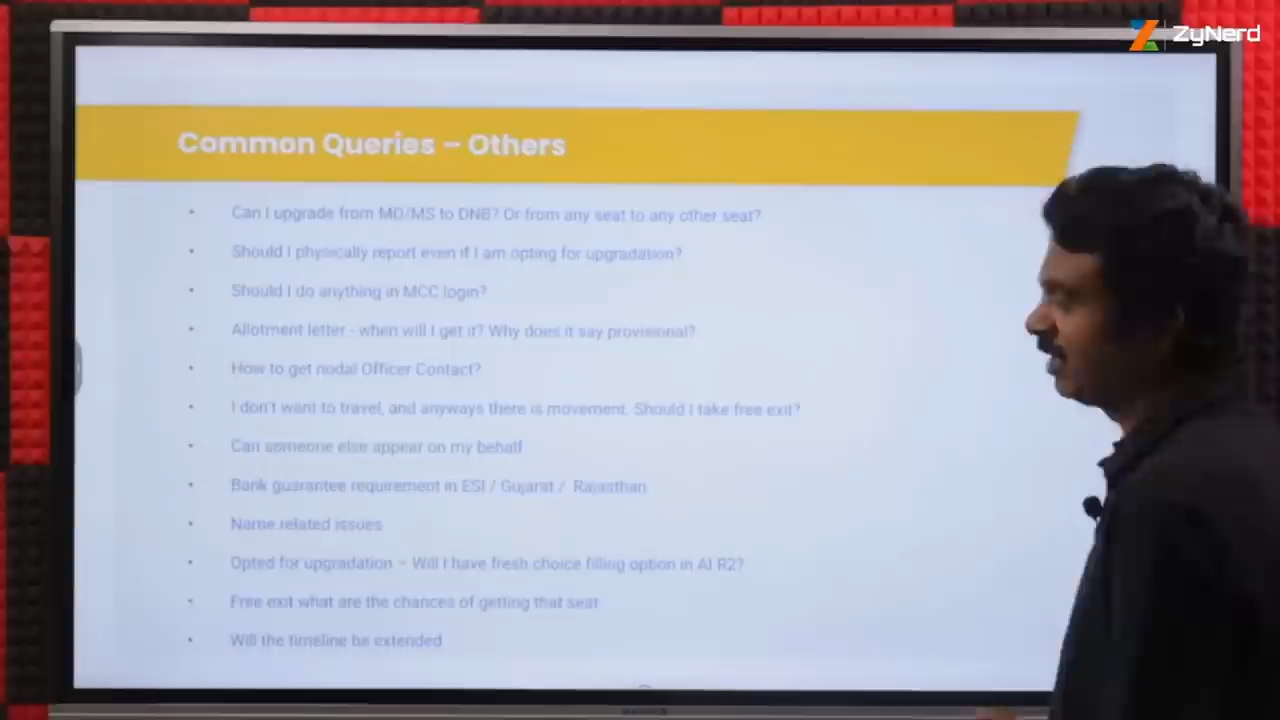 ZyNerd
Common Queries – Others
• Can I upgrade from MD/MS to DNB? Or from any seat to any other seat?
• Should I physically report even if I am opting for upgradation?
• Should I do anything in MCC login?
• Allotment letter - when will I get it? Why does it say provisional?
• How to get nodal Officer Contact?
• I don't want to travel, and anyways there is movement. Should I take free exit?
• Can someone else appear on my behalf
• Bank guarantee requirement in ESI / Gujarat / Rajasthan
• Name related issues
• Opted for upgradation – Will I have fresh choice filling option in AI R2?
• Free exit what are the chances of getting that seat
• Will the timeline be extended